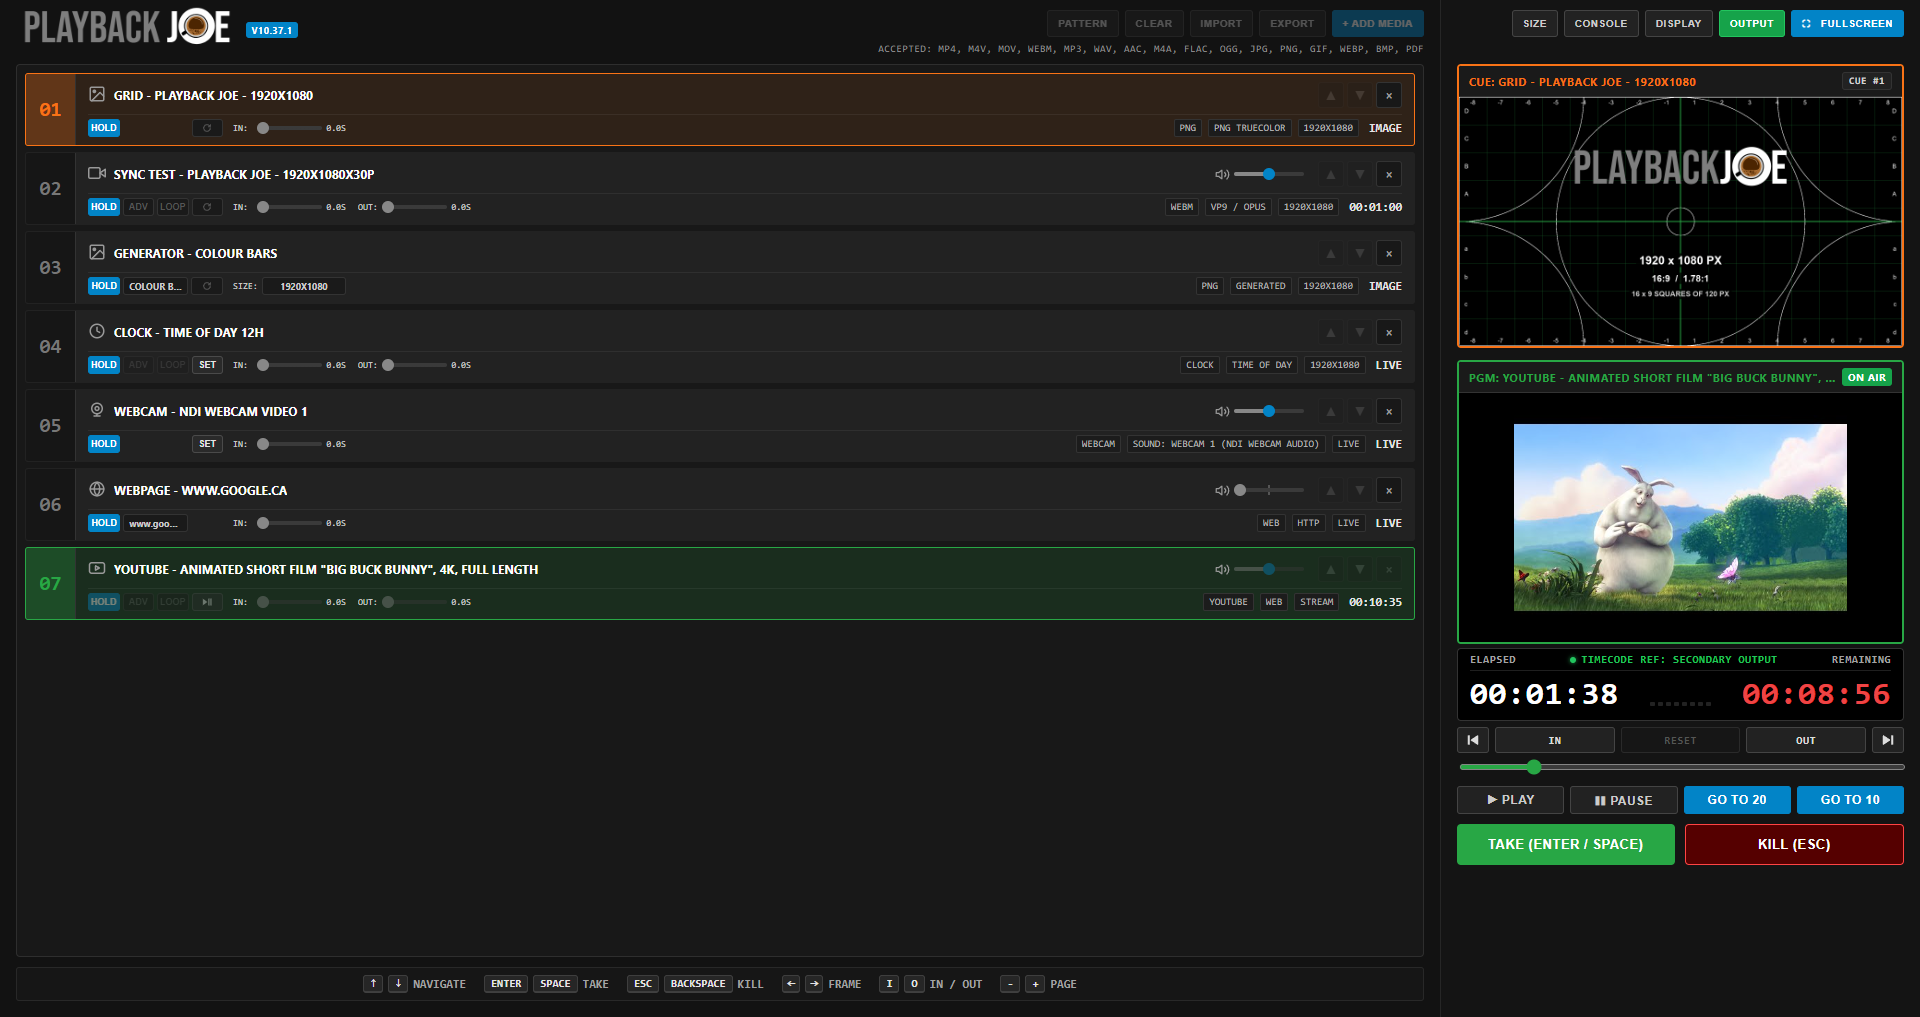 PLAYBACK JOE V10.37.1
PATTERN CLEAR IMPORT EXPORT + ADD MEDIA
ACCEPTED: MP4, M4V, MOV, WEBM, MP3, WAV, AAC, M4A, FLAC, OGG, JPG, PNG, GIF, WEBP, BMP, PDF
SIZE CONSOLE DISPLAY OUTPUT FULLSCREEN
01 GRID - PLAYBACK JOE - 1920X1080
HOLD IN: 0.0S PNG PNG TRUECOLOR 1920X1080 IMAGE
02 SYNC TEST - PLAYBACK JOE - 1920X1080X30P
HOLD ADV LOOP IN: 0.0S OUT: 0.0S WEBM VP9 / OPUS 1920X1080 00:01:00
03 GENERATOR - COLOUR BARS
HOLD COLOUR B... SIZE: 1920X1080 PNG GENERATED 1920X1080 IMAGE
04 CLOCK - TIME OF DAY 12H
HOLD ADV LOOP SET IN: 0.0S OUT: 0.0S CLOCK TIME OF DAY 1920X1080 LIVE
05 WEBCAM - NDI WEBCAM VIDEO 1
HOLD SET IN: 0.0S WEBCAM SOUND: WEBCAM 1 (NDI WEBCAM AUDIO) LIVE LIVE
06 WEBPAGE - WWW.GOOGLE.CA
HOLD www.goo... IN: 0.0S WEB HTTP LIVE LIVE
07 YOUTUBE - ANIMATED SHORT FILM "BIG BUCK BUNNY", 4K, FULL LENGTH
HOLD ADV LOOP IN: 0.0S OUT: 0.0S YOUTUBE WEB STREAM 00:10:35
↑ ↓ NAVIGATE ENTER SPACE TAKE ESC BACKSPACE KILL ← → FRAME I O IN / OUT - + PAGE
CUE: GRID - PLAYBACK JOE - 1920X1080 CUE #1
PLAYBACKJOE
1920 x 1080 PX
16:9 / 1.78:1
16 x 9 SQUARES OF 120 PX
PGM: YOUTUBE - ANIMATED SHORT FILM "BIG BUCK BUNNY", ... ON AIR
ELAPSED TIMECODE REF: SECONDARY OUTPUT REMAINING
00:01:38 00:08:56
IN RESET OUT
PLAY PAUSE GO TO 20 GO TO 10
TAKE (ENTER / SPACE) KILL (ESC)